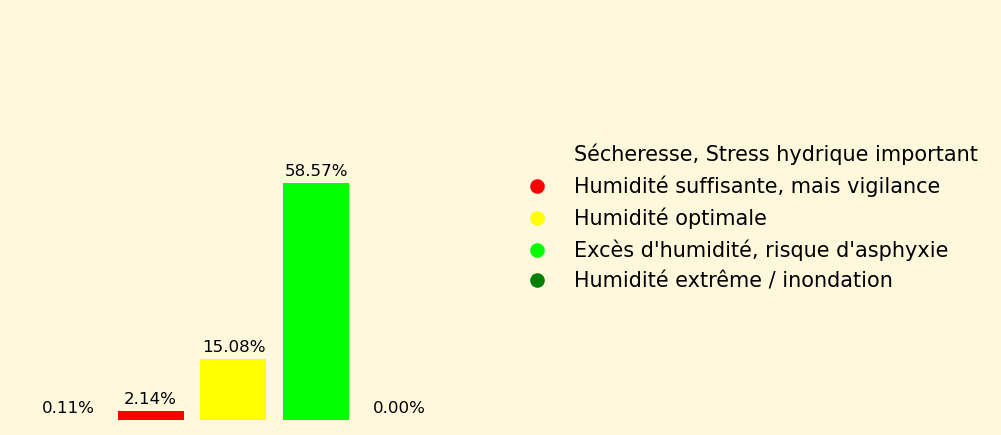 58.57%
15.08%
2.14%
0.11%
0.00%
Sécheresse, Stress hydrique important
Humidité suffisante, mais vigilance
Humidité optimale
Excès d'humidité, risque d'asphyxie
Humidité extrême / inondation